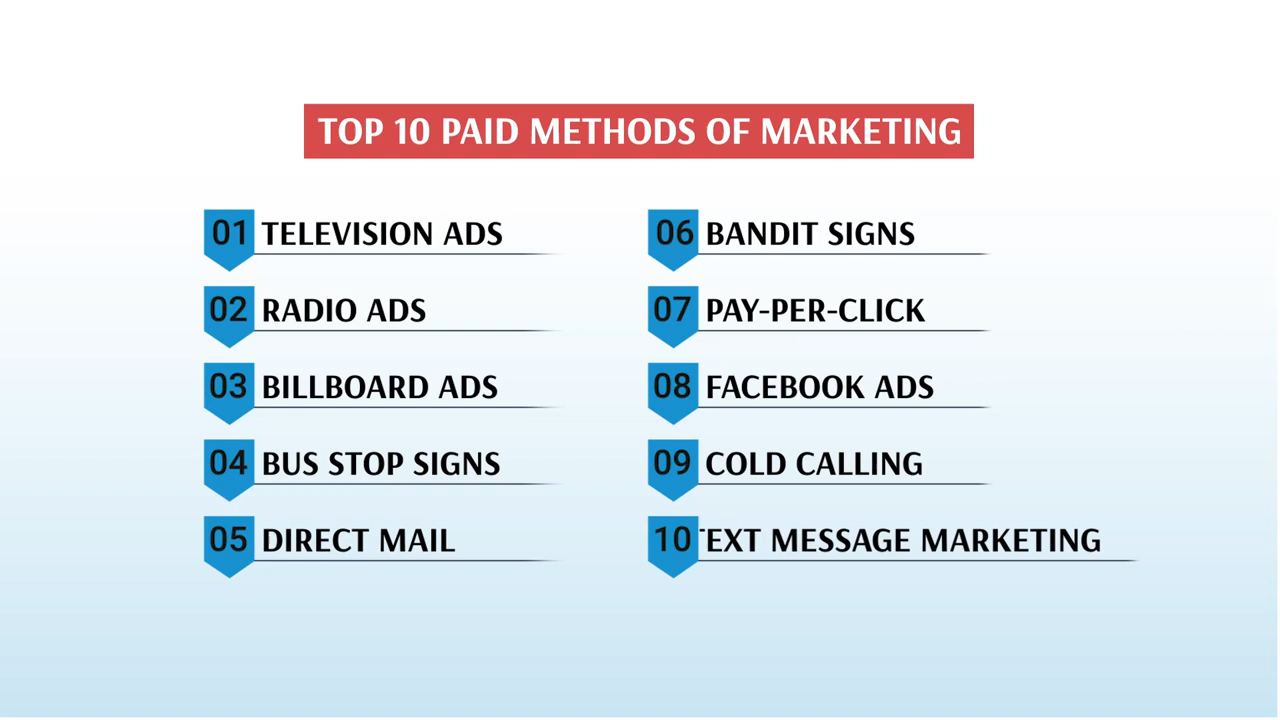 TOP 10 PAID METHODS OF MARKETING
01 TELEVISION ADS
02 RADIO ADS
03 BILLBOARD ADS
04 BUS STOP SIGNS
05 DIRECT MAIL
06 BANDIT SIGNS
07 PAY-PER-CLICK
08 FACEBOOK ADS
09 COLD CALLING
10 TEXT MESSAGE MARKETING